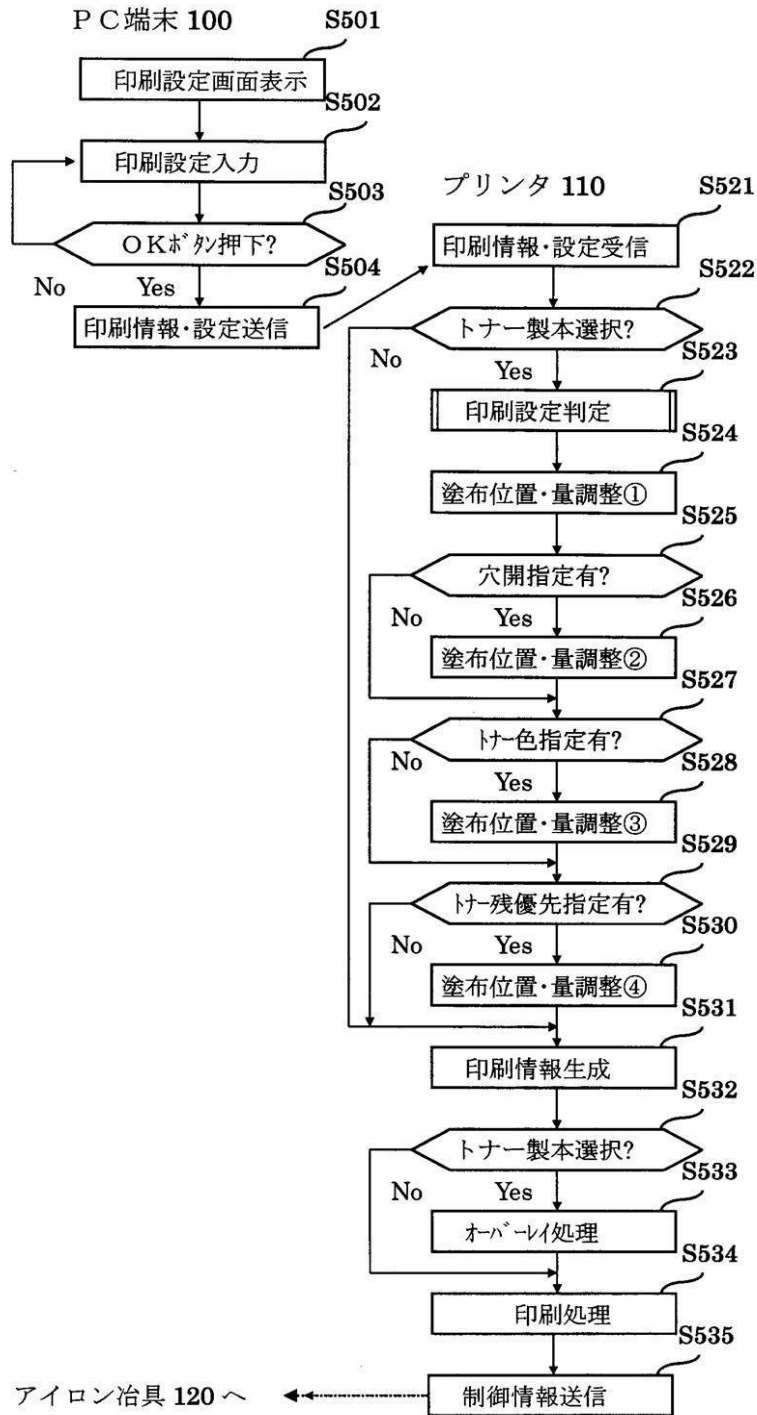 ＰＣ端末 100
S501
印刷設定画面表示
S502
印刷設定入力
S503
ＯＫﾎﾞﾀﾝ押下?
S504
No
Yes
印刷情報･設定送信
プリンタ 110
S521
印刷情報･設定受信
S522
トナー製本選択?
S523
No
Yes
印刷設定判定
S524
塗布位置･量調整①
S525
穴開指定有?
S526
No
Yes
塗布位置･量調整②
S527
ﾄﾅｰ色指定有?
S528
No
Yes
塗布位置･量調整③
S529
ﾄﾅｰ残優先指定有?
S530
No
Yes
塗布位置･量調整④
S531
印刷情報生成
S532
トナー製本選択?
S533
No
Yes
ｵｰﾊﾞｰﾚｲ処理
S534
印刷処理
S535
制御情報送信
アイロン冶具 120 へ